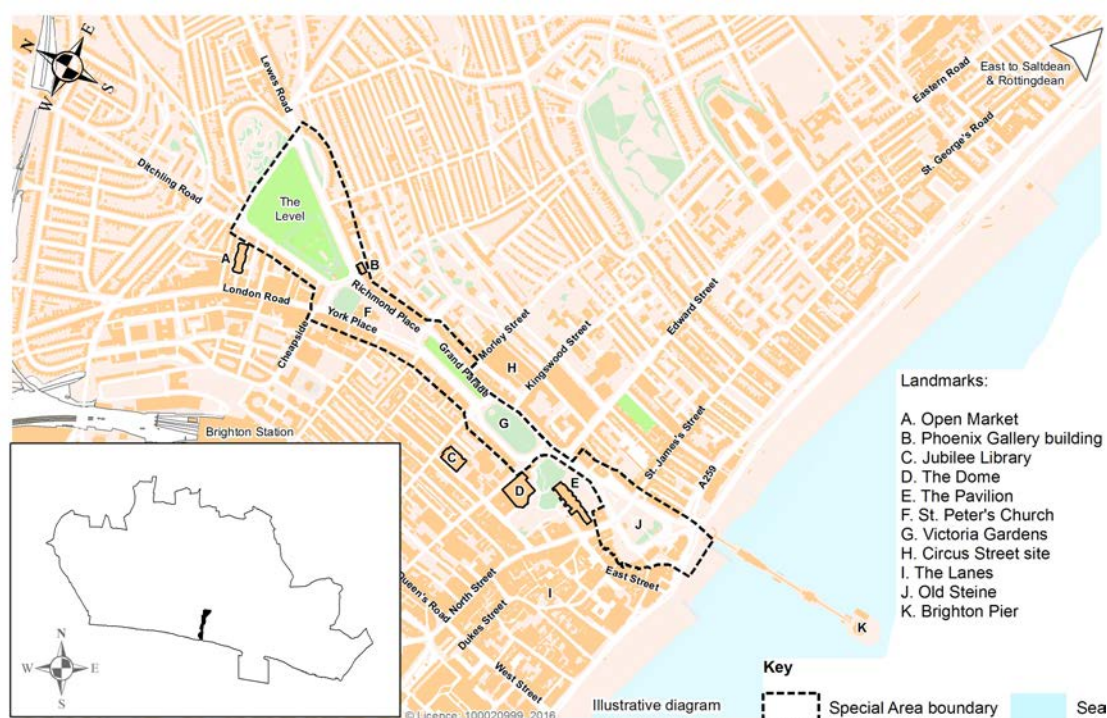 N
E
W
S
Lewes Road
Ditchling Road
The
Level
A
B
London Road
Cheapside
York Place
F
Richmond Place
Grand Parade
Morley Street
H
Kingswood Street
Edward Street
G
Brighton Station
C
D
E
St. James's Street
A259
J
East Street
Queen's Road
North Street
Dukes Street
I
West Street
K
Eastern Road
St. George's Road
East to Saltdean
& Rottingdean
Landmarks:
A. Open Market
B. Phoenix Gallery building
C. Jubilee Library
D. The Dome
E. The Pavilion
F. St. Peter's Church
G. Victoria Gardens
H. Circus Street site
I. The Lanes
J. Old Steine
K. Brighton Pier
Key
Special Area boundary
Sea
Illustrative diagram
© Licence: 100020999, 2016
N
W
E
S